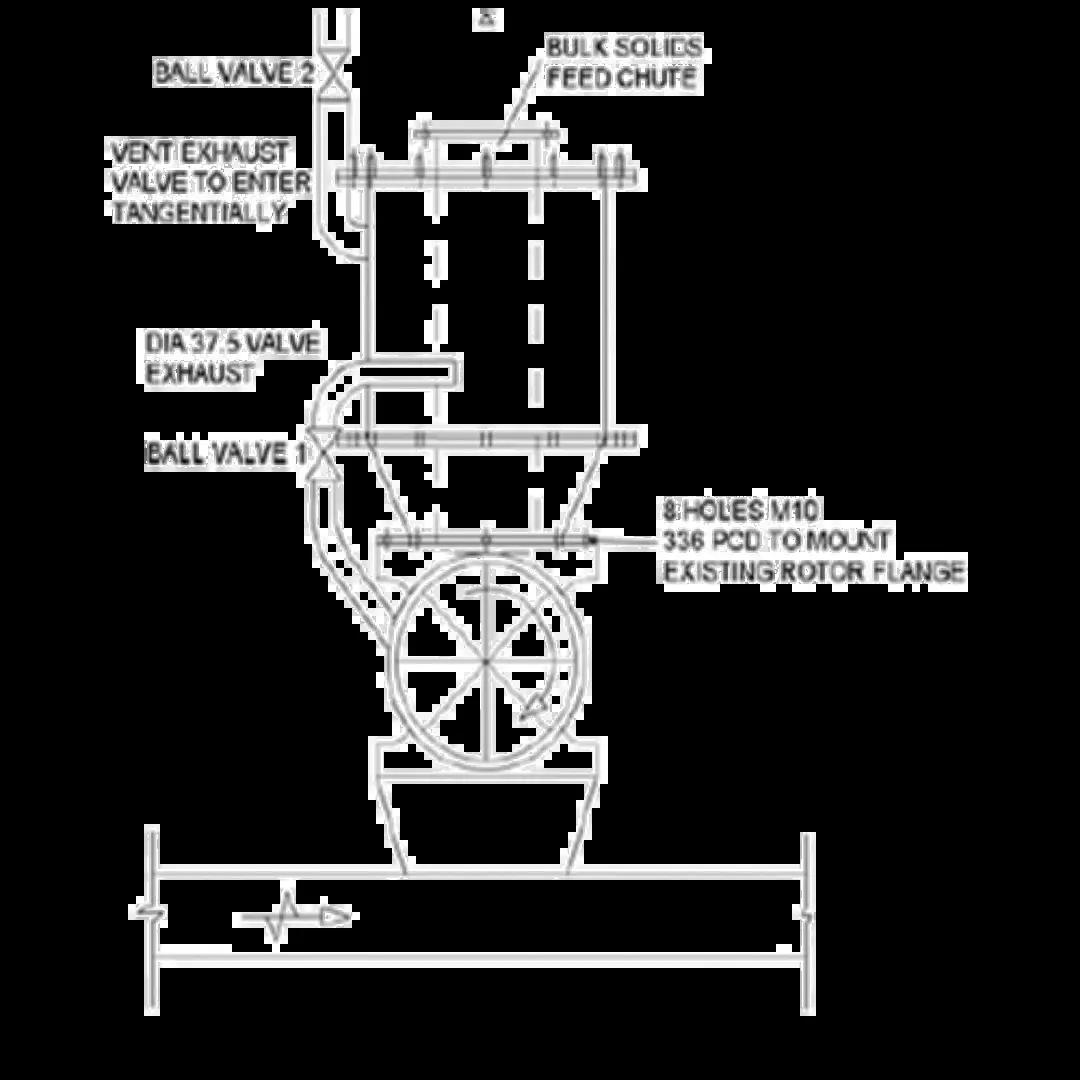 BALL VALVE 2
BULK SOLIDS
FEED CHUTE
VENT EXHAUST
VALVE TO ENTER
TANGENTIALLY
DIA 37.5 VALVE
EXHAUST
BALL VALVE 1
8 HOLES M10
336 PCD TO MOUNT
EXISTING ROTOR FLANGE